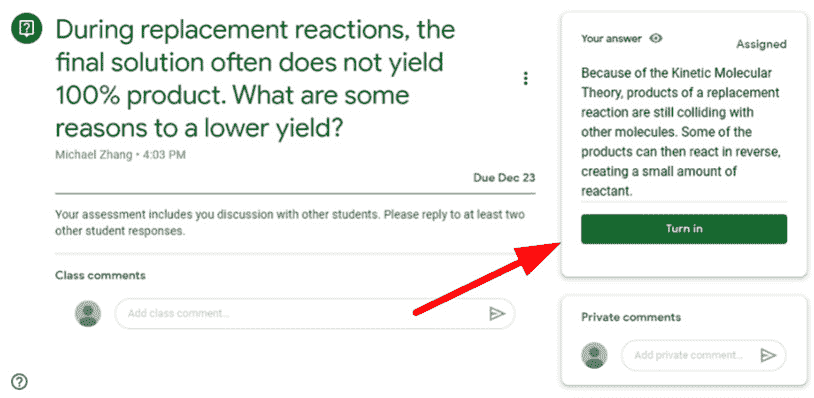 During replacement reactions, the
final solution often does not yield
100% product. What are some
reasons to a lower yield?
Michael Zhang • 4:03 PM
Due Dec 23
Your assessment includes you discussion with other students. Please reply to at least two
other student responses.
Class comments
Add class comment...
Your answer
Assigned
Because of the Kinetic Molecular
Theory, products of a replacement
reaction are still colliding with
other molecules. Some of the
products can then react in reverse,
creating a small amount of
reactant.
Turn in
Private comments
Add private comment...